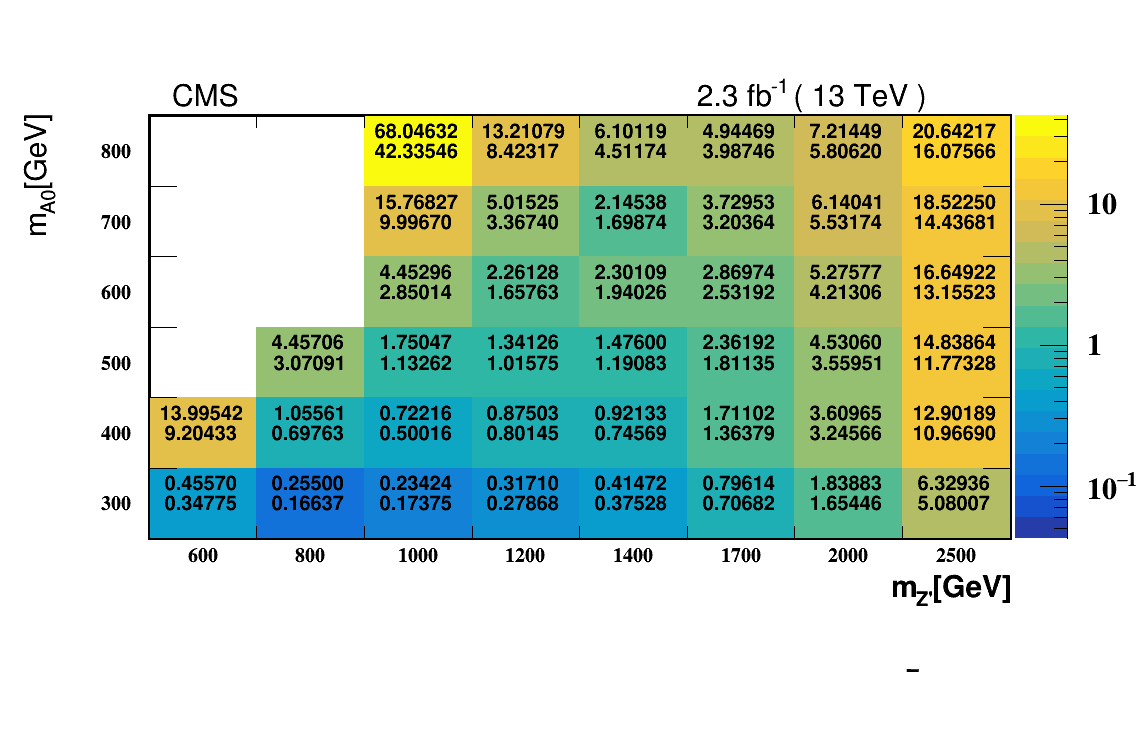 CMS 2.3 fb-1 ( 13 TeV )
mA0[GeV]
800 68.04632 13.21079 6.10119 4.94469 7.21449 20.64217
42.33546 8.42317 4.51174 3.98746 5.80620 16.07566
700 15.76827 5.01525 2.14538 3.72953 6.14041 18.52250
9.99670 3.36740 1.69874 3.20364 5.53174 14.43681
10
600 4.45296 2.26128 2.30109 2.86974 5.27577 16.64922
2.85014 1.65763 1.94026 2.53192 4.21306 13.15523
500 4.45706 1.75047 1.34126 1.47600 2.36192 4.53060 14.83864
3.07091 1.13262 1.01575 1.19083 1.81135 3.55951 11.77328
1
400 13.99542 1.05561 0.72216 0.87503 0.92133 1.71102 3.60965 12.90189
9.20433 0.69763 0.50016 0.80145 0.74569 1.36379 3.24566 10.96690
300 0.45570 0.25500 0.23424 0.31710 0.41472 0.79614 1.83883 6.32936
0.34775 0.16637 0.17375 0.27868 0.37528 0.70682 1.65446 5.08007
10−1
600 800 1000 1200 1400 1700 2000 2500
mZ'[GeV]
–